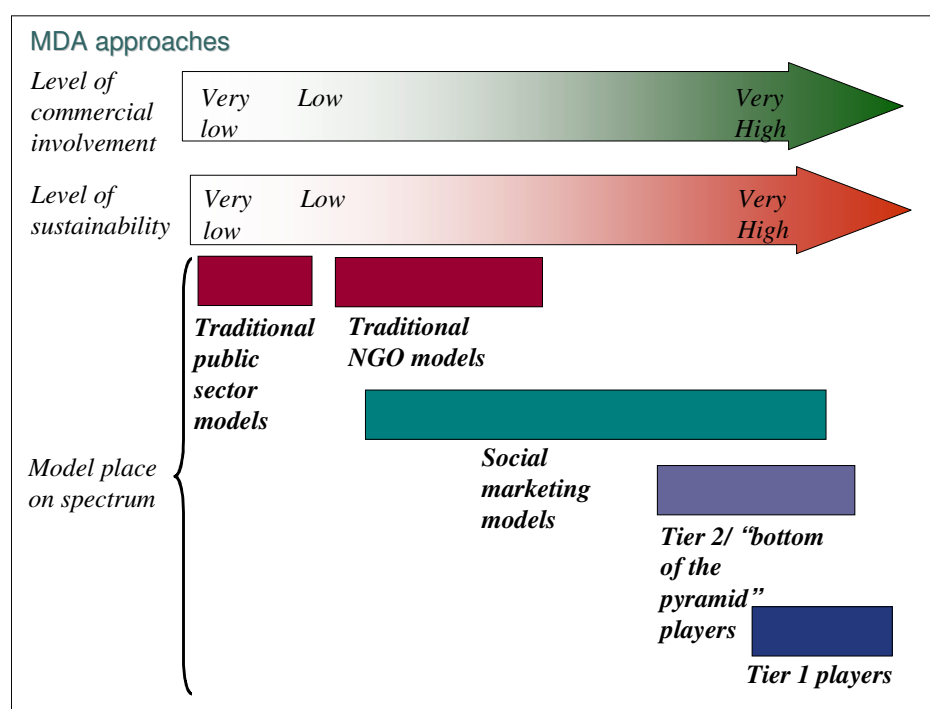 MDA approaches
Level of
commercial
involvement
Very
low
Low
Very
High
Level of
sustainability
Very
low
Low
Very
High
Traditional
public
sector
models
Traditional
NGO models
Social
marketing
models
Model place
on spectrum
Tier 2/ “bottom
of the
pyramid”
players
Tier 1 players